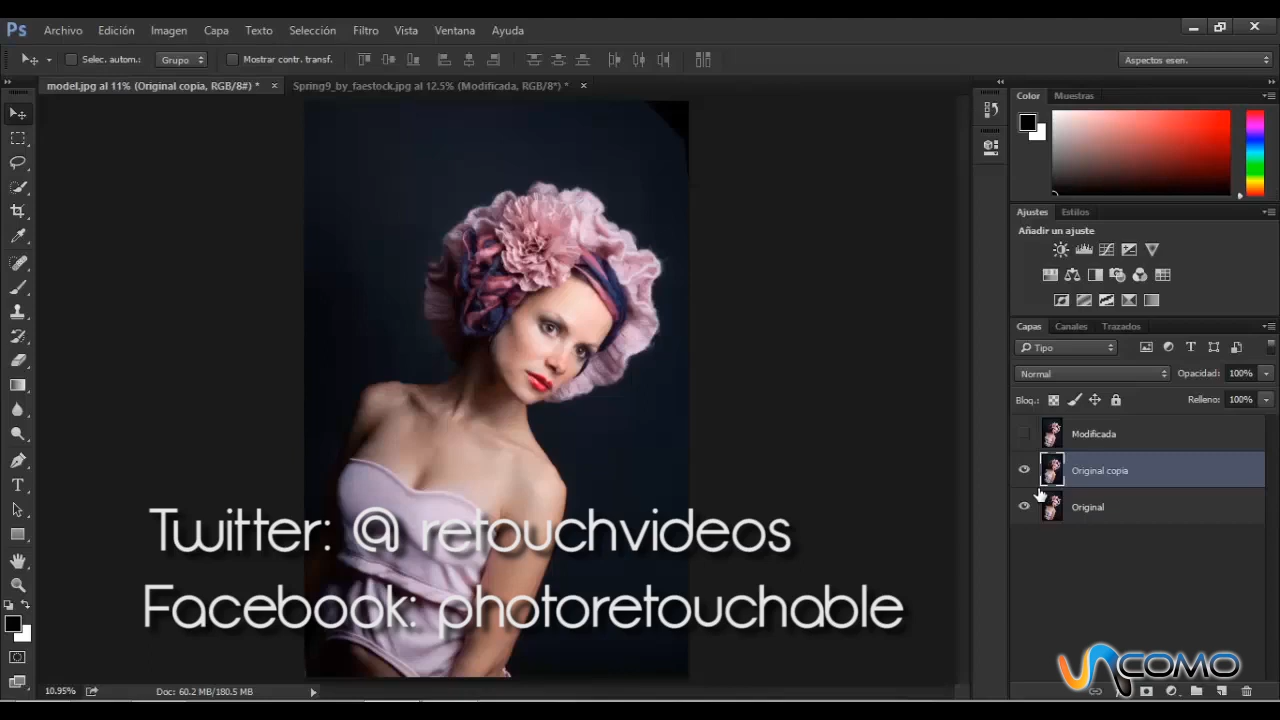 Ps Archivo Edición Imagen Capa Texto Selección Filtro Vista Ventana Ayuda
Selec. autom.: Grupo Mostrar contr. transf. Aspectos esen.
model.jpg al 11% (Original copia, RGB/8#) * Spring9_by_faestock.jpg al 12.5% (Modificada, RGB/8*) *
Color Muestras
Ajustes Estilos
Añadir un ajuste
Capas Canales Trazados
Tipo
Normal Opacidad: 100%
Bloq.: Relleno: 100%
Modificada
Original copia
Original
Twitter: @ retouchvideos
Facebook: photoretouchable
UNCOMO
10.95% Doc: 60.2 MB/180.5 MB